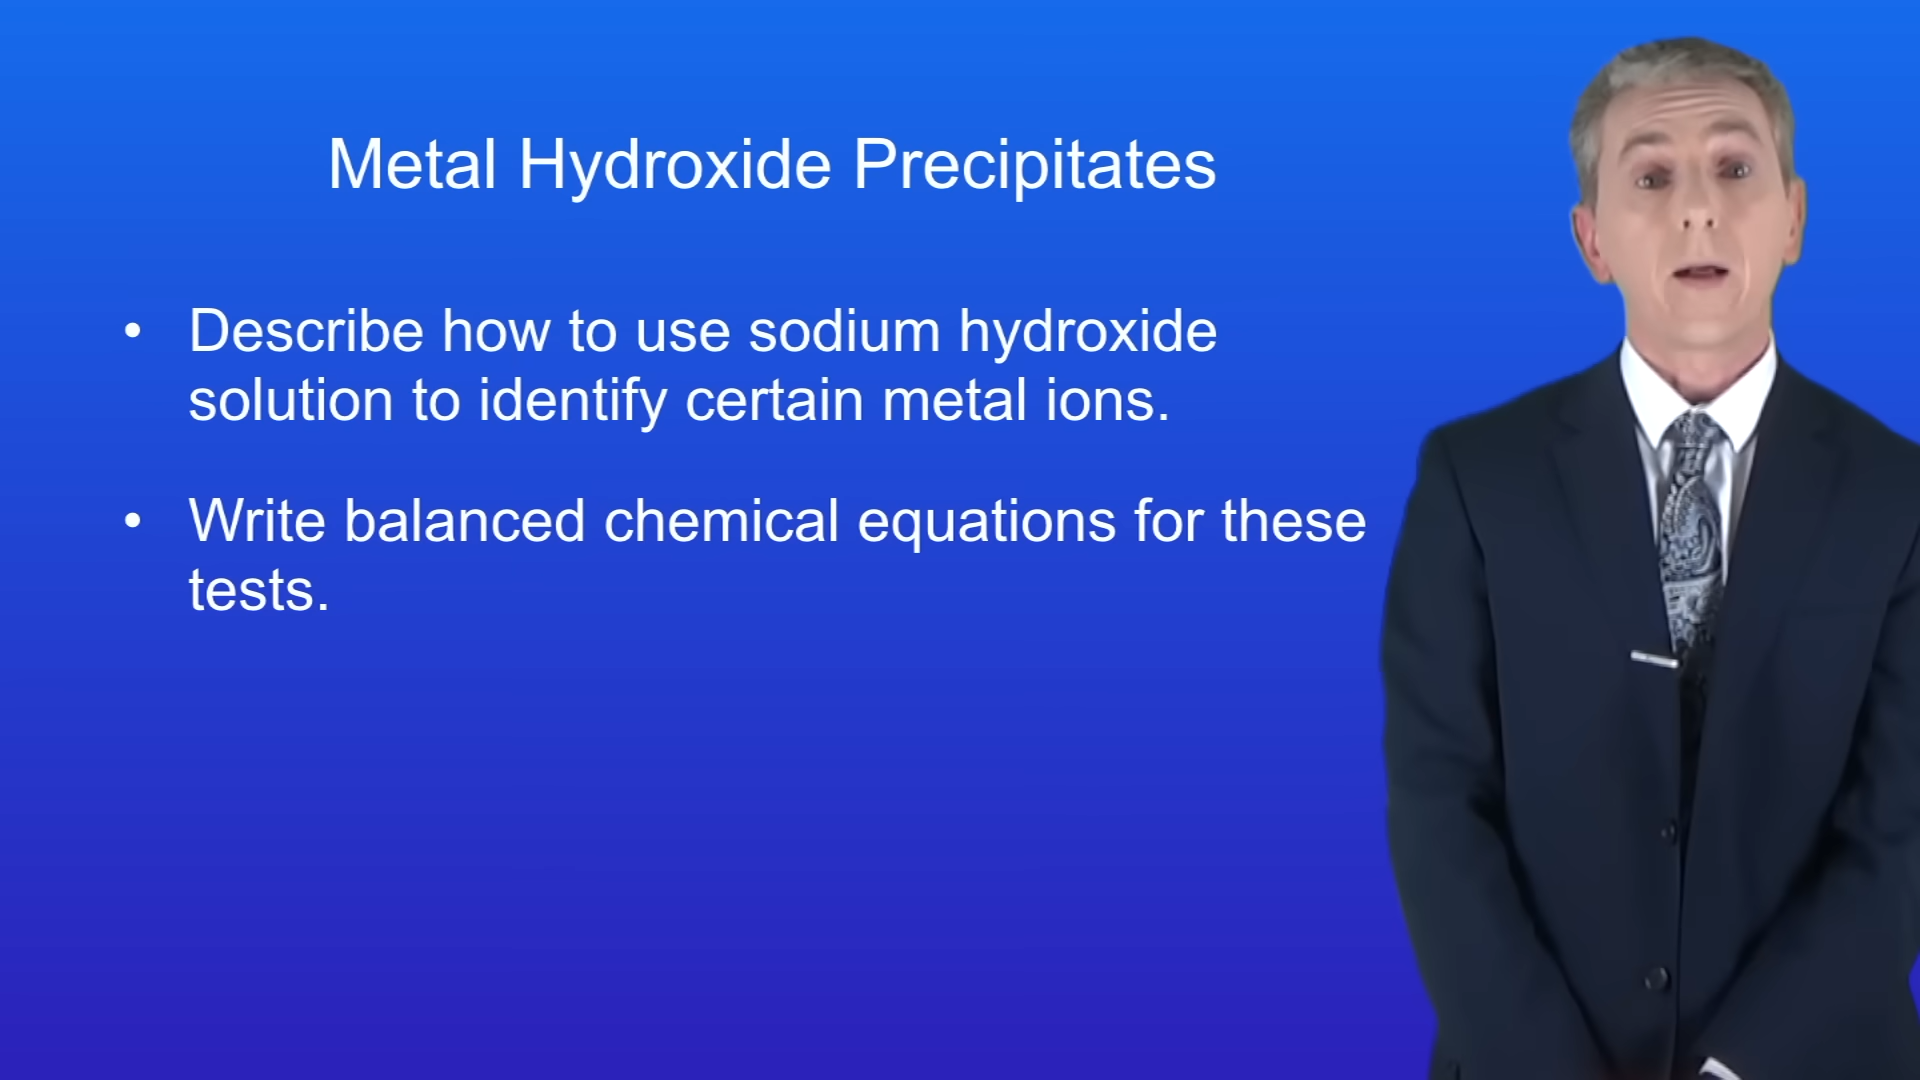 Metal Hydroxide Precipitates
• Describe how to use sodium hydroxide
solution to identify certain metal ions.
• Write balanced chemical equations for these
tests.